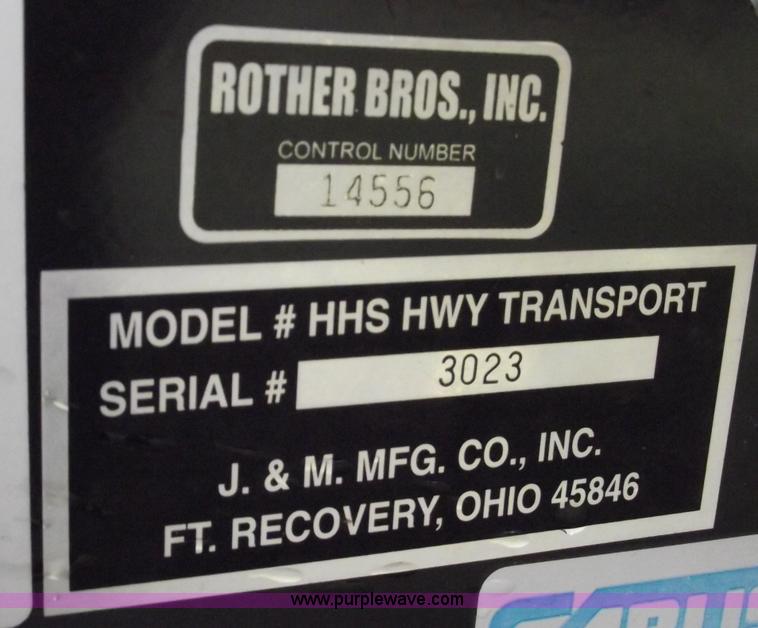 ROTHER BROS., INC.
CONTROL NUMBER
14556
MODEL # HHS HWY TRANSPORT
SERIAL # 3023
J. & M. MFG. CO., INC.
FT. RECOVERY, OHIO 45846
www.purplewave.com